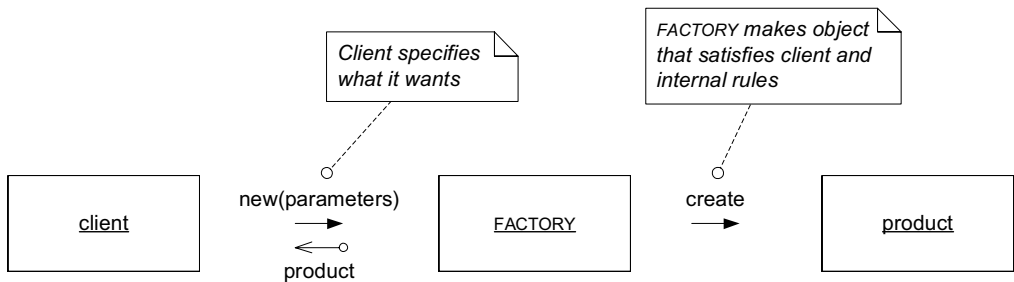 Client specifies
what it wants
FACTORY makes object
that satisfies client and
internal rules
client
new(parameters)
product
FACTORY
create
product